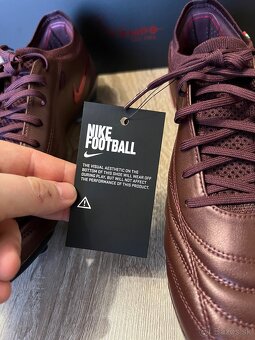 NIKE
FOOTBALL
THE VISUAL AESTHETIC ON THE
BOTTOM OF THIS SHOE WILL WEAR OFF
DURING PLAY, BUT WILL NOT AFFECT
THE PERFORMANCE OF THIS PRODUCT.